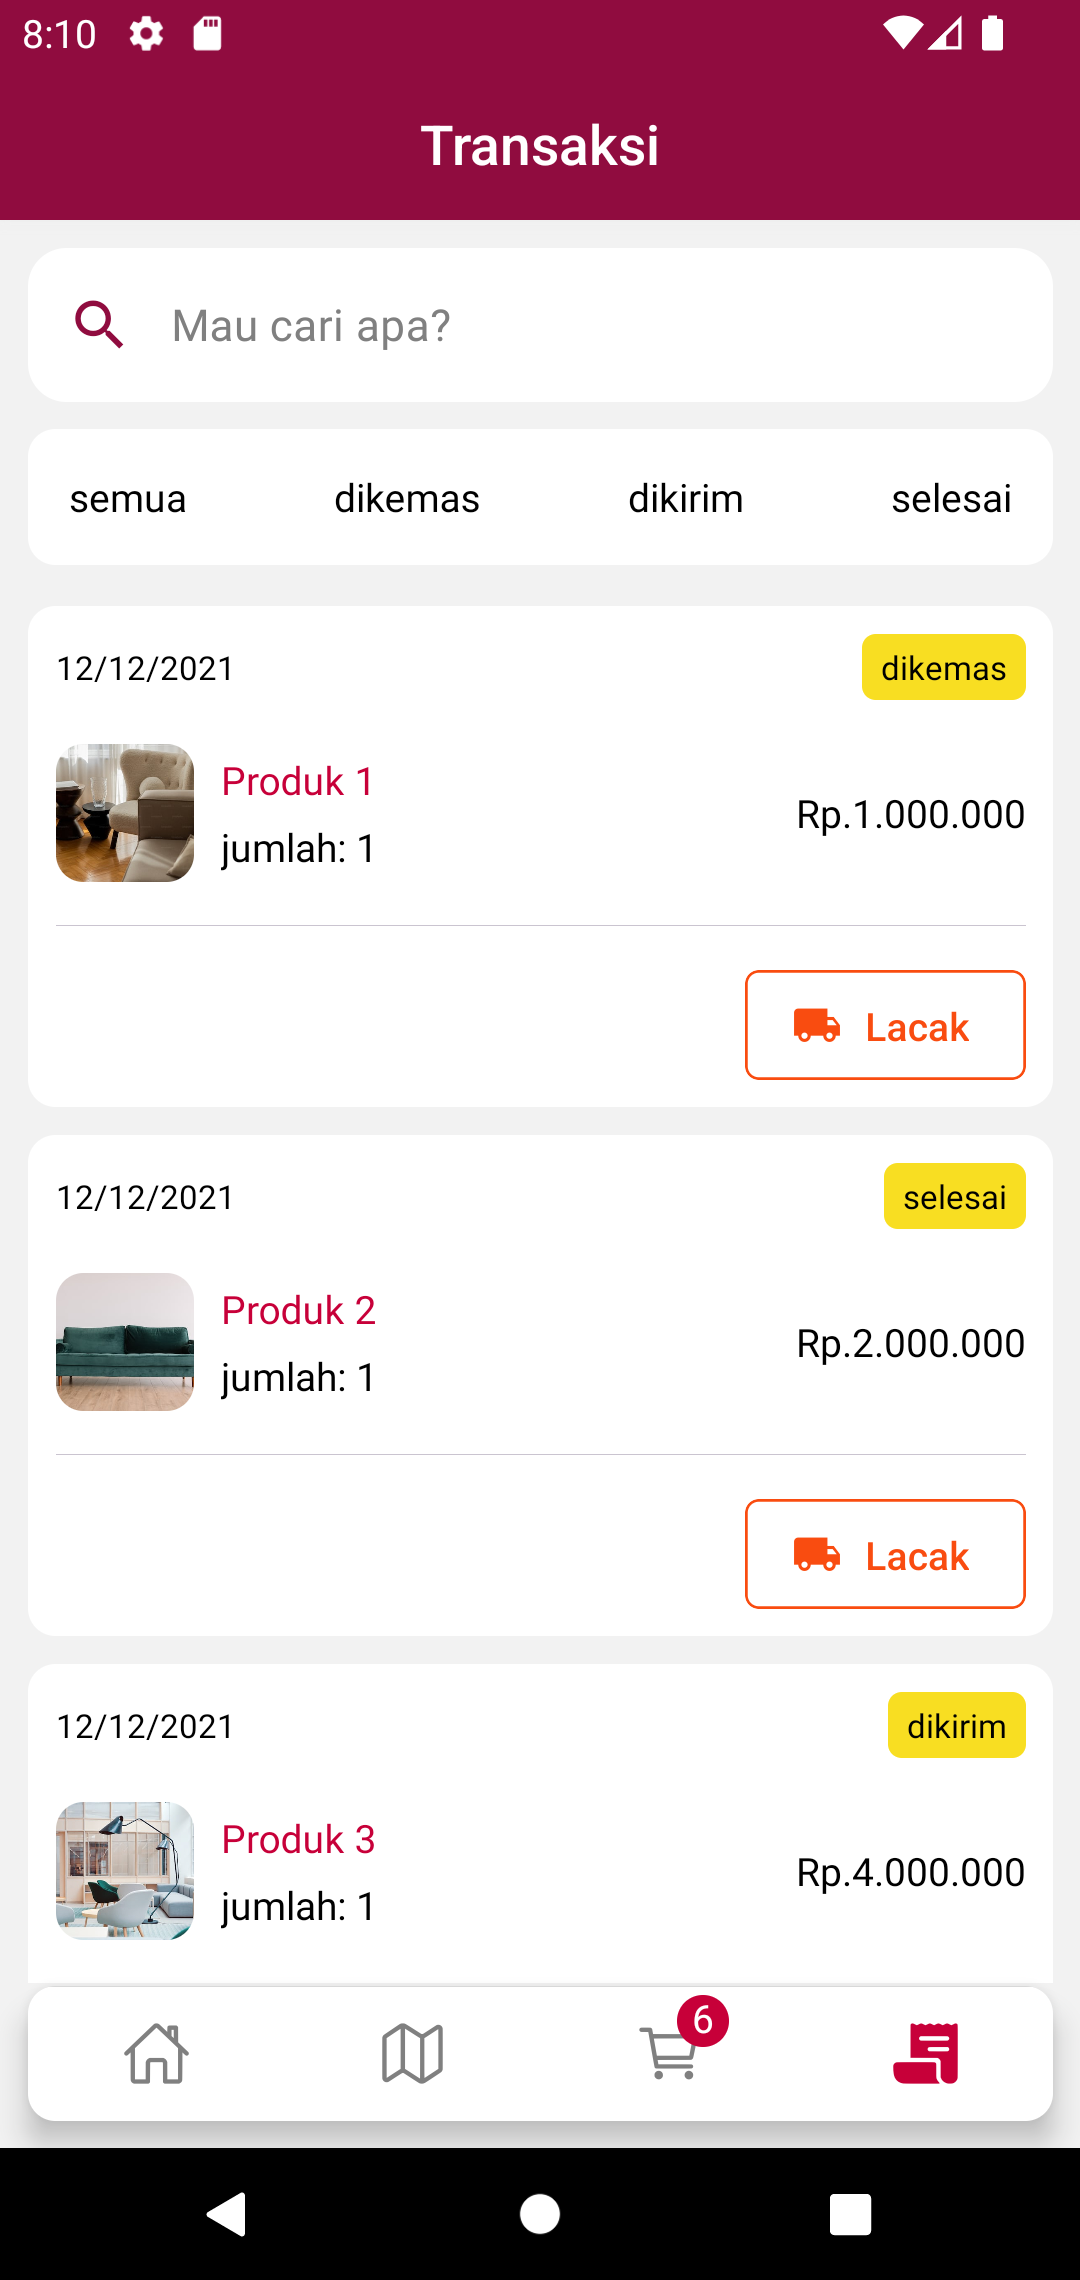 8:10
Transaksi
Mau cari apa?
semua dikemas dikirim selesai
12/12/2021 dikemas
Produk 1
Rp.1.000.000
jumlah: 1
Lacak
12/12/2021 selesai
Produk 2
Rp.2.000.000
jumlah: 1
Lacak
12/12/2021 dikirim
Produk 3
Rp.4.000.000
jumlah: 1
6